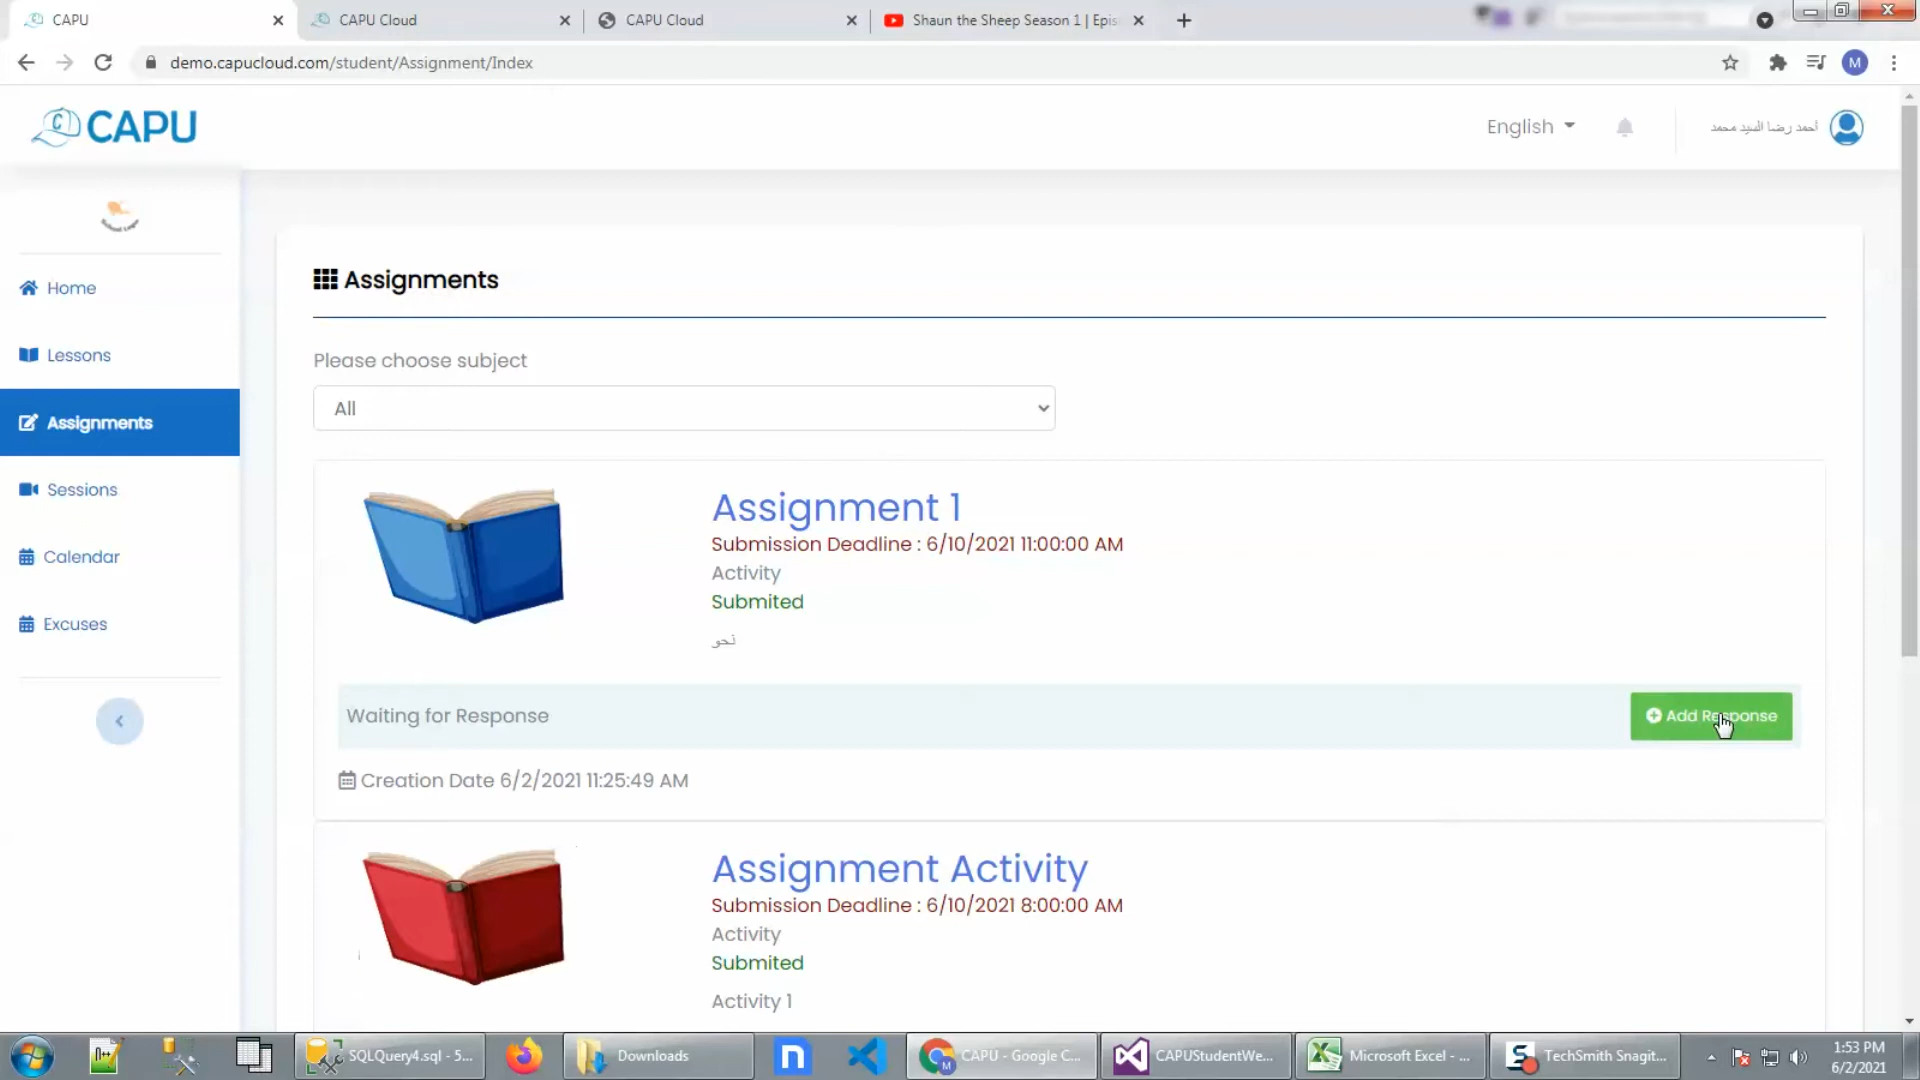 CAPU
CAPU Cloud
CAPU Cloud
Shaun the Sheep Season 1 | Epis
demo.capucloud.com/student/Assignment/Index
M
CAPU
English
أحمد رضا السيد محمد
Home
Lessons
Assignments
Sessions
Calendar
Excuses
Assignments
Please choose subject
All
Assignment 1
Submission Deadline : 6/10/2021 11:00:00 AM
Activity
Submited
نحو
Waiting for Response
Add Response
Creation Date 6/2/2021 11:25:49 AM
Assignment Activity
Submission Deadline : 6/10/2021 8:00:00 AM
Activity
Submited
Activity 1
SQLQuery4.sql - 5...
Downloads
CAPU - Google C...
CAPUStudentWe...
Microsoft Excel - ...
TechSmith Snagit...
1:53 PM
6/2/2021